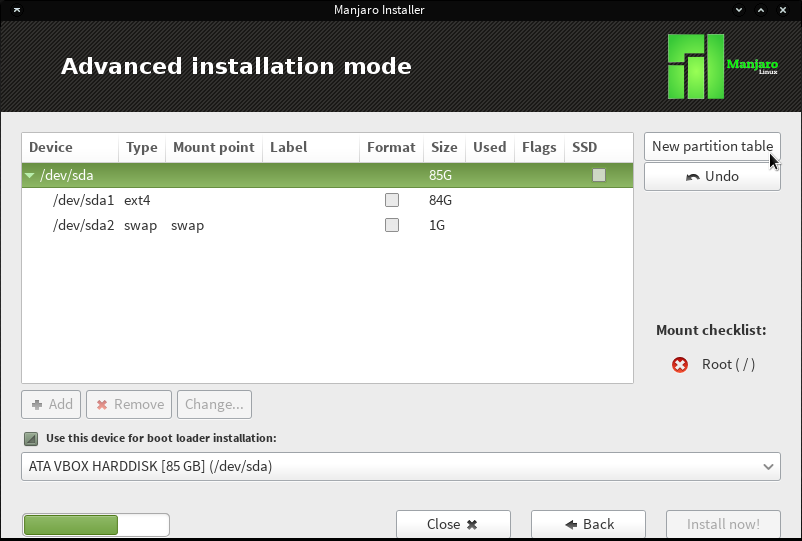 Manjaro Installer
Advanced installation mode
Manjaro
Linux
Device Type Mount point Label Format Size Used Flags SSD
/dev/sda 85G
/dev/sda1 ext4 84G
/dev/sda2 swap swap 1G
New partition table
Undo
Mount checklist:
Root ( / )
Add Remove Change...
Use this device for boot loader installation:
ATA VBOX HARDDISK [85 GB] (/dev/sda)
Close Back Install now!